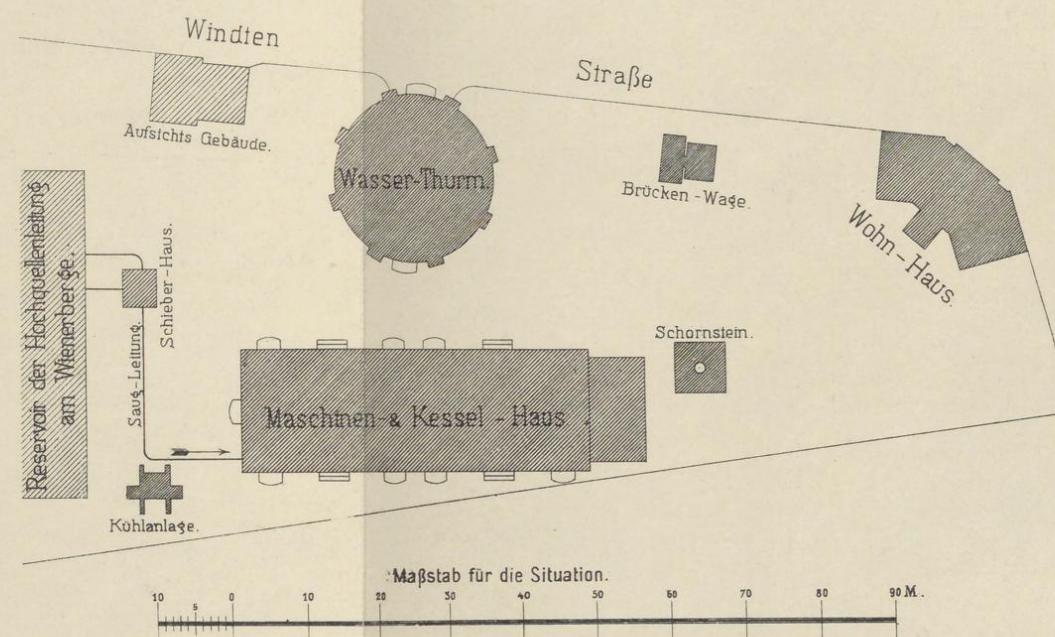 Windten
Straße
Aufsichts Gebäude.
Wasser-Thurm.
Brücken-Wage.
Wohn-Haus.
Reservoir der Hochquellenleitung
am Wienerberge.
Schieber-Haus.
Saug-Leitung.
Schornstein.
Maschinen-& Kessel-Haus
Kühlanlage.
Maßstab für die Situation.
10 5 0 10 20 30 40 50 60 70 80 90 M.